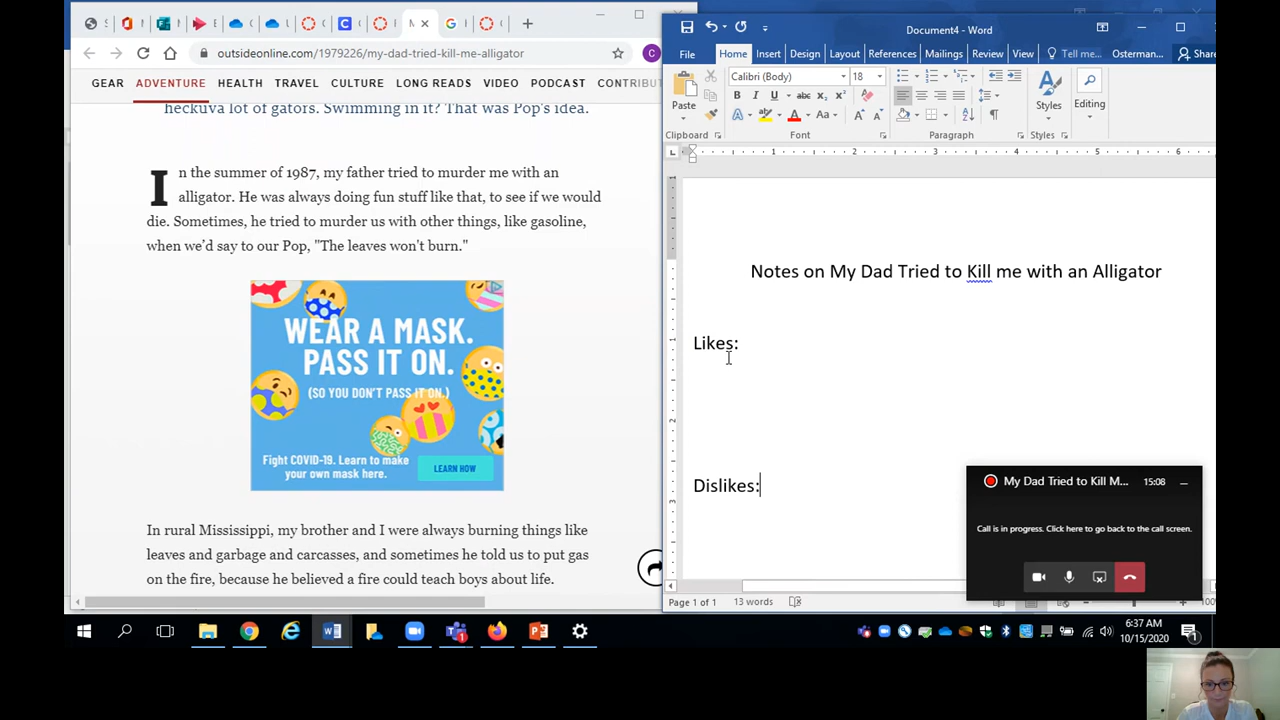 Document4 - Word
outsideonline.com/1979226/my-dad-tried-kill-me-alligator
File Home Insert Design Layout References Mailings Review View Tell me... Osterman... Share
GEAR ADVENTURE HEALTH TRAVEL CULTURE LONG READS VIDEO PODCAST CONTRIBUT
Calibri (Body) 18
Paste Styles Editing
Clipboard Font Paragraph Styles
heckuva lot of gators. Swimming in it? That was Pop's idea.
In the summer of 1987, my father tried to murder me with an
alligator. He was always doing fun stuff like that, to see if we would
die. Sometimes, he tried to murder us with other things, like gasoline,
when we'd say to our Pop, "The leaves won't burn."
WEAR A MASK.
PASS IT ON.
(SO YOU DON'T PASS IT ON.)
Fight COVID-19. Learn to make
your own mask here.
LEARN HOW
In rural Mississippi, my brother and I were always burning things like
leaves and garbage and carcasses, and sometimes he told us to put gas
on the fire, because he believed a fire could teach boys about life.
1 2 3 4 5 6
Notes on My Dad Tried to Kill me with an Alligator
Likes:
Dislikes:
My Dad Tried to Kill M... 15:08
Call is in progress. Click here to go back to the call screen.
Page 1 of 1 13 words
6:37 AM
10/15/2020